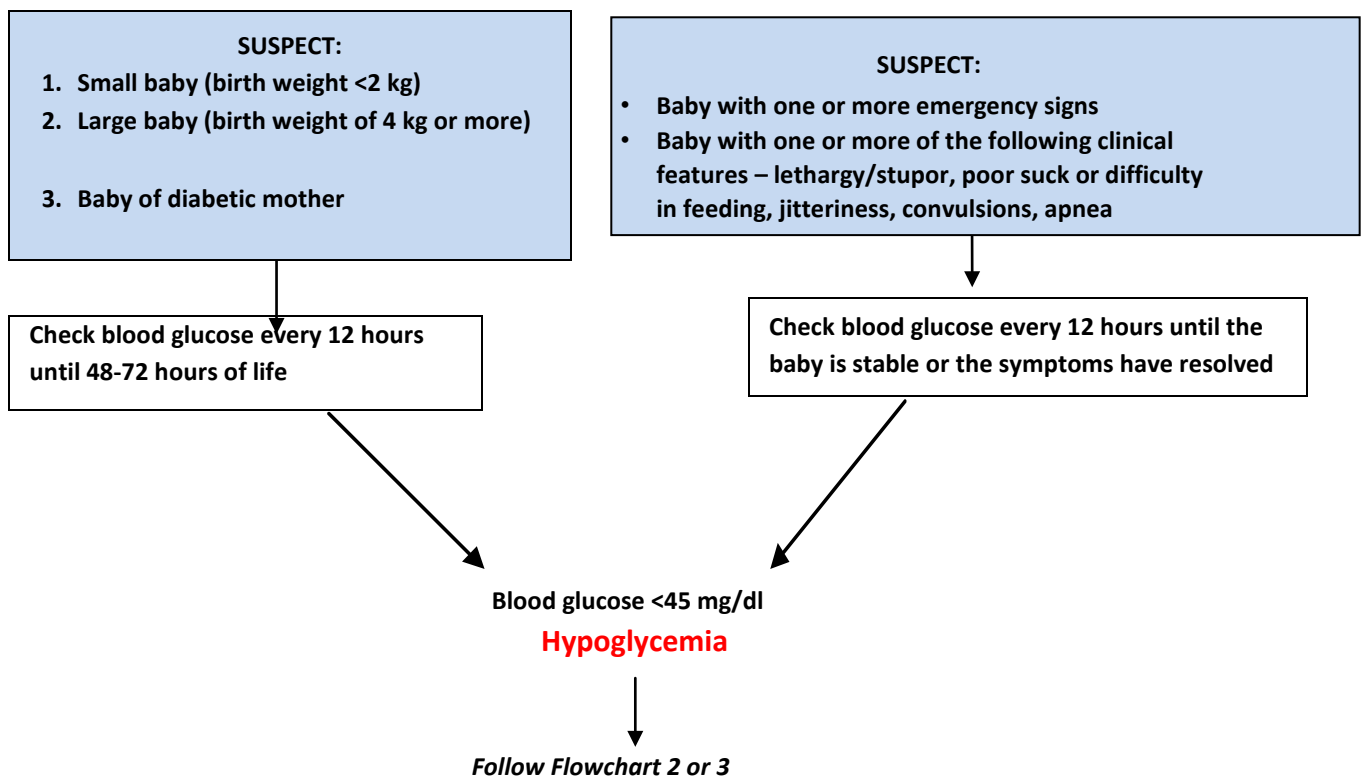 SUSPECT:
1. Small baby (birth weight <2 kg)
2. Large baby (birth weight of 4 kg or more)
3. Baby of diabetic mother
SUSPECT:
• Baby with one or more emergency signs
• Baby with one or more of the following clinical
features – lethargy/stupor, poor suck or difficulty
in feeding, jitteriness, convulsions, apnea
Check blood glucose every 12 hours
until 48-72 hours of life
Check blood glucose every 12 hours until the
baby is stable or the symptoms have resolved
Blood glucose <45 mg/dl
Hypoglycemia
Follow Flowchart 2 or 3